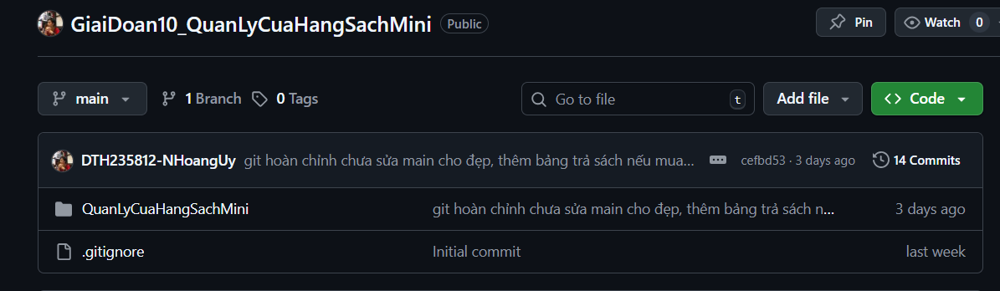 GiaiDoan10_QuanLyCuaHangSachMini Public Pin Watch 0
main 1 Branch 0 Tags Go to file t Add file Code
DTH235812-NHoangUy git hoàn chỉnh chưa sửa main cho đẹp, thêm bảng trả sách nếu mua... cefbd53 · 3 days ago 14 Commits
QuanLyCuaHangSachMini git hoàn chỉnh chưa sửa main cho đẹp, thêm bảng trả sách n... 3 days ago
.gitignore Initial commit last week